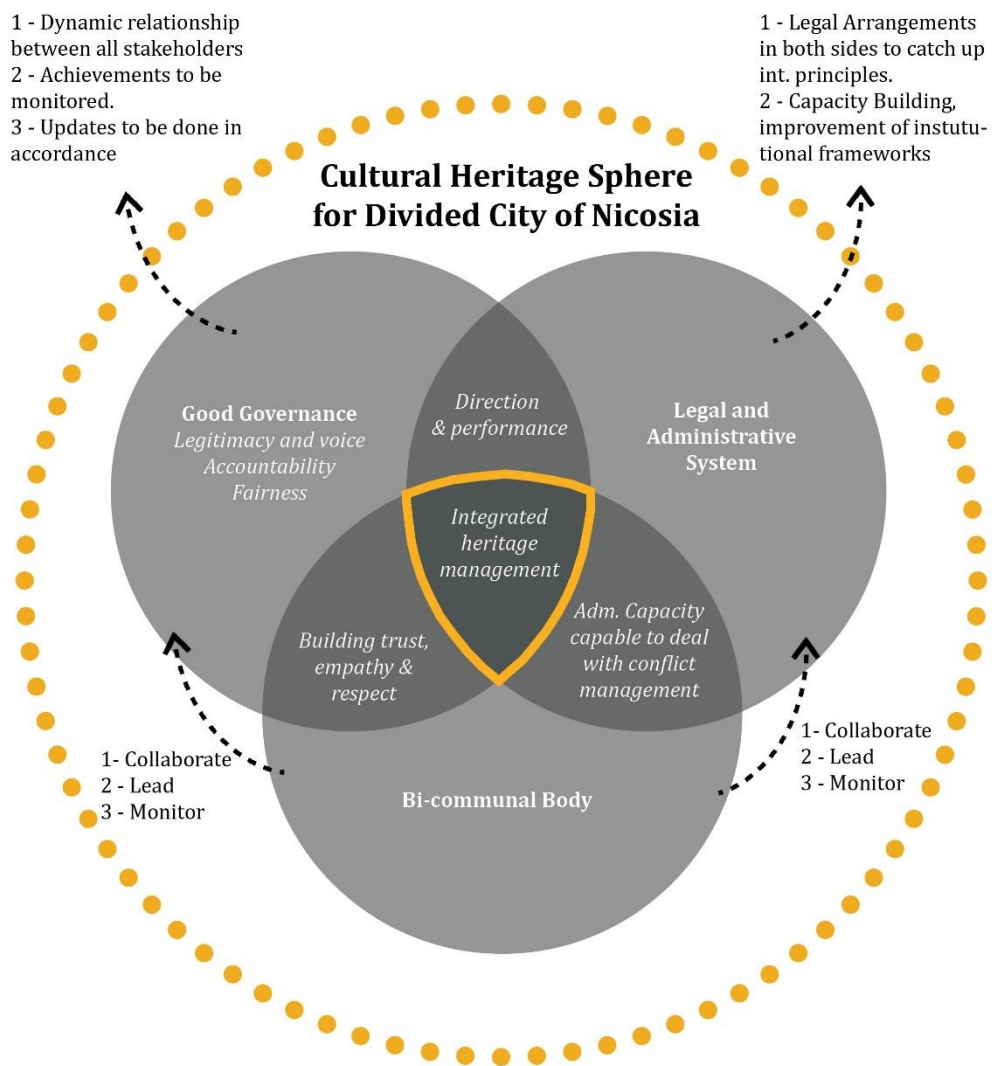 1 - Dynamic relationship
between all stakeholders
2 - Achievements to be
monitored.
3 - Updates to be done in
accordance
1 - Legal Arrangements
in both sides to catch up
int. principles.
2 - Capacity Building,
improvement of instutu-
tional frameworks
Cultural Heritage Sphere
for Divided City of Nicosia
Good Governance
Legitimacy and voice
Accountability
Fairness
Direction
& performance
Legal and
Administrative
System
Integrated
heritage
management
Building trust,
empathy &
respect
Adm. Capacity
capable to deal
with conflict
management
1- Collaborate
2 - Lead
3 - Monitor
1- Collaborate
2 - Lead
3 - Monitor
Bi-communal Body